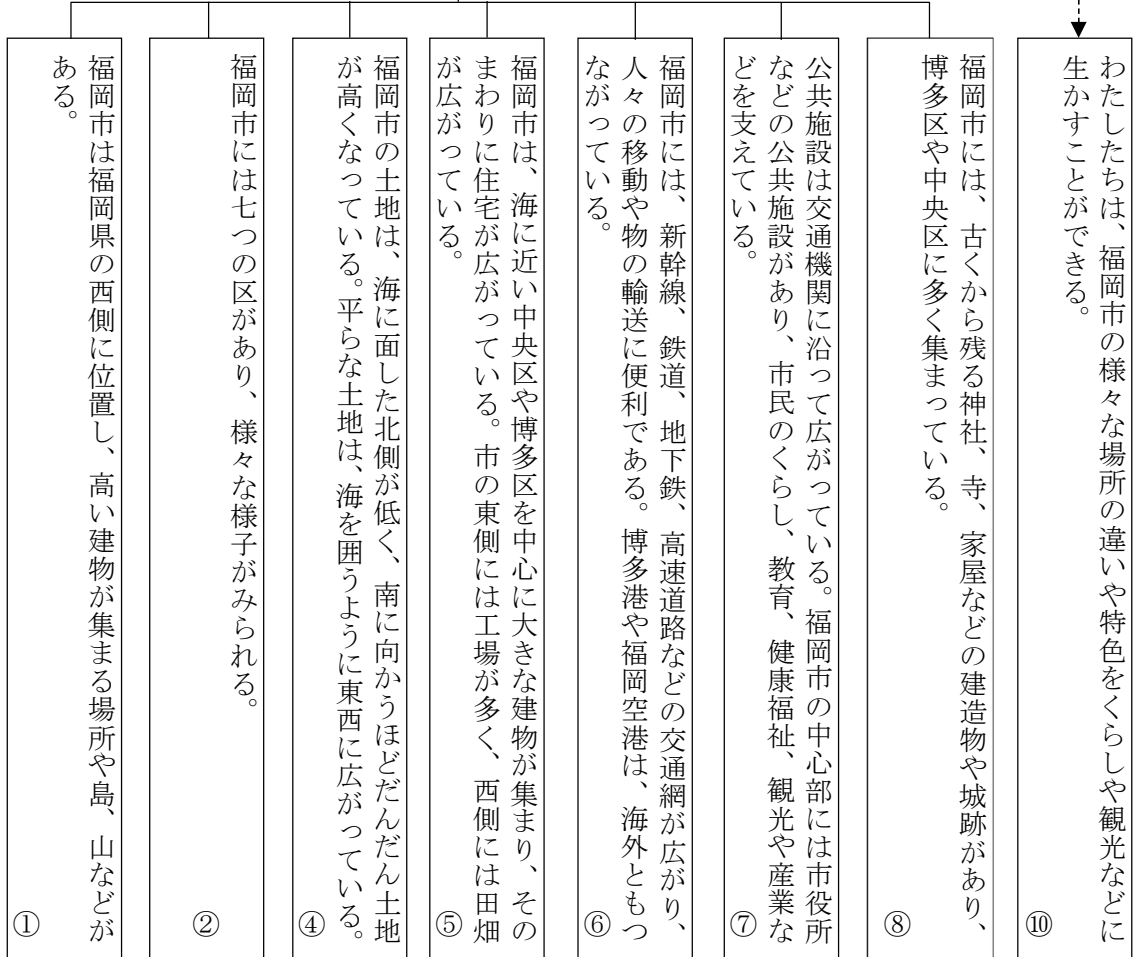 わたしたちは、福岡市の様々な場所の違いや特色をくらしや観光などに
生かすことができる。
⑩
福岡市には、古くから残る神社、寺、家屋などの建造物や城跡があり、
博多区や中央区に多く集まっている。
⑧
公共施設は交通機関に沿って広がっている。福岡市の中心部には市役所
などの公共施設があり、市民のくらし、教育、健康福祉、観光や産業な
どを支えている。
⑦
福岡市には、新幹線、鉄道、地下鉄、高速道路などの交通網が広がり、
人々の移動や物の輸送に便利である。博多港や福岡空港は、海外ともつ
ながっている。
⑥
福岡市は、海に近い中央区や博多区を中心に大きな建物が集まり、その
まわりに住宅が広がっている。市の東側には工場が多く、西側には田畑
が広がっている。
⑤
福岡市の土地は、海に面した北側が低く、南に向かうほどだんだん土地
が高くなっている。平らな土地は、海を囲うように東西に広がっている。
④
福岡市には七つの区があり、様々な様子がみられる。
②
福岡市は福岡県の西側に位置し、高い建物が集まる場所や島、山などが
ある。
①